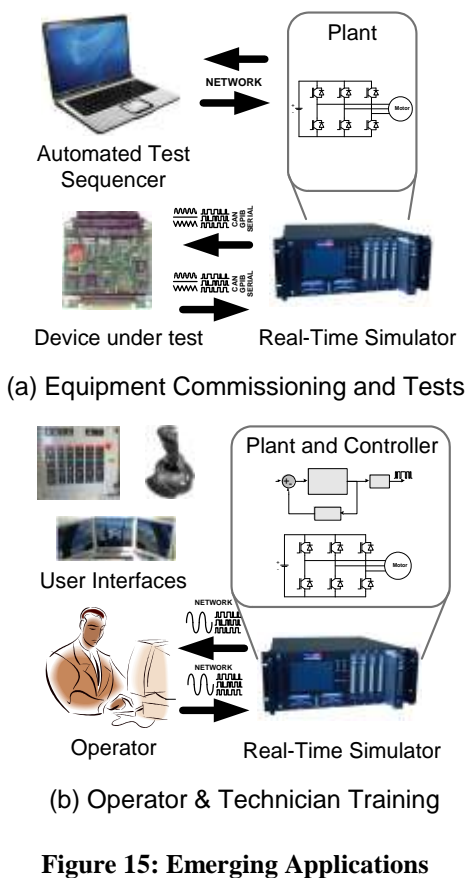 Plant
Motor
NETWORK
Automated Test
Sequencer
CAN
GPIB
SERIAL
CAN
GPIB
SERIAL
Device under test
Real-Time Simulator
(a) Equipment Commissioning and Tests
Plant and Controller
Motor
User Interfaces
NETWORK
NETWORK
Operator
Real-Time Simulator
(b) Operator & Technician Training
Figure 15: Emerging Applications